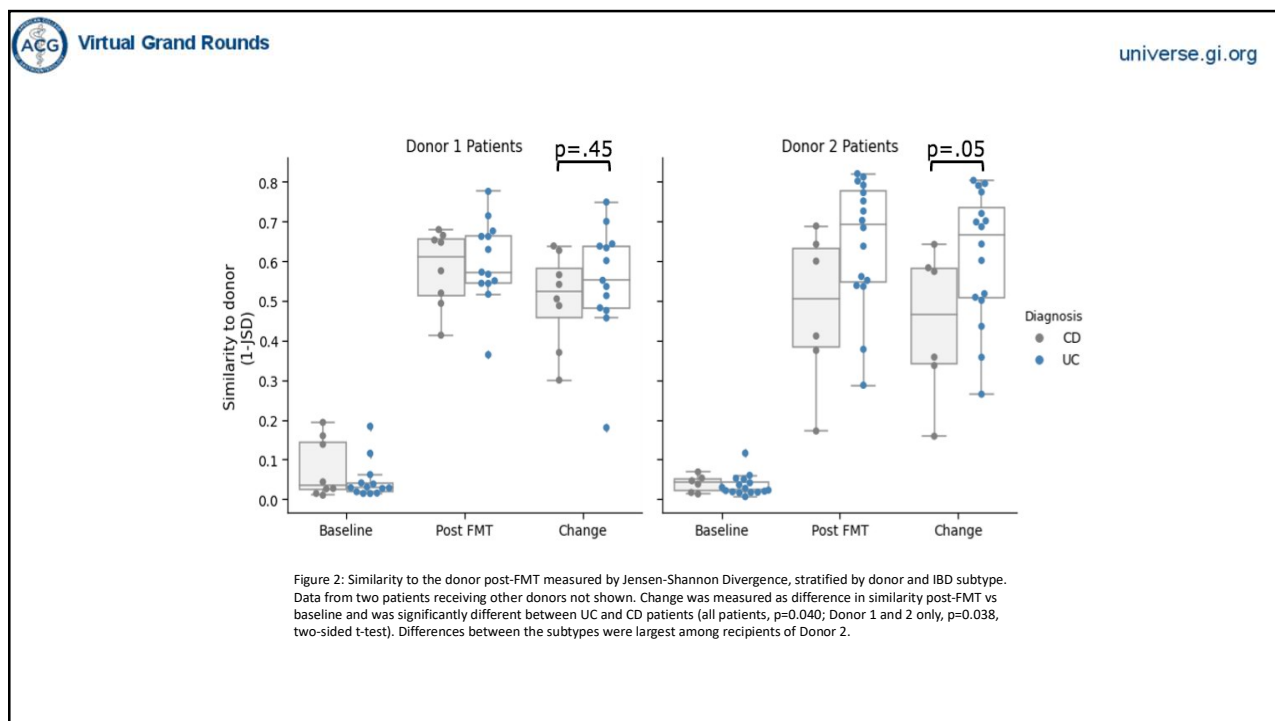 ACG
Virtual Grand Rounds
universe.gi.org
Donor 1 Patients
p=.45
Donor 2 Patients
p=.05
Similarity to donor
(1-JSD)
0.8
0.7
0.6
0.5
0.4
0.3
0.2
0.1
0.0
Baseline
Post FMT
Change
Baseline
Post FMT
Change
Diagnosis
CD
UC
Figure 2: Similarity to the donor post-FMT measured by Jensen-Shannon Divergence, stratified by donor and IBD subtype.
Data from two patients receiving other donors not shown. Change was measured as difference in similarity post-FMT vs
baseline and was significantly different between UC and CD patients (all patients, p=0.040; Donor 1 and 2 only, p=0.038,
two-sided t-test). Differences between the subtypes were largest among recipients of Donor 2.